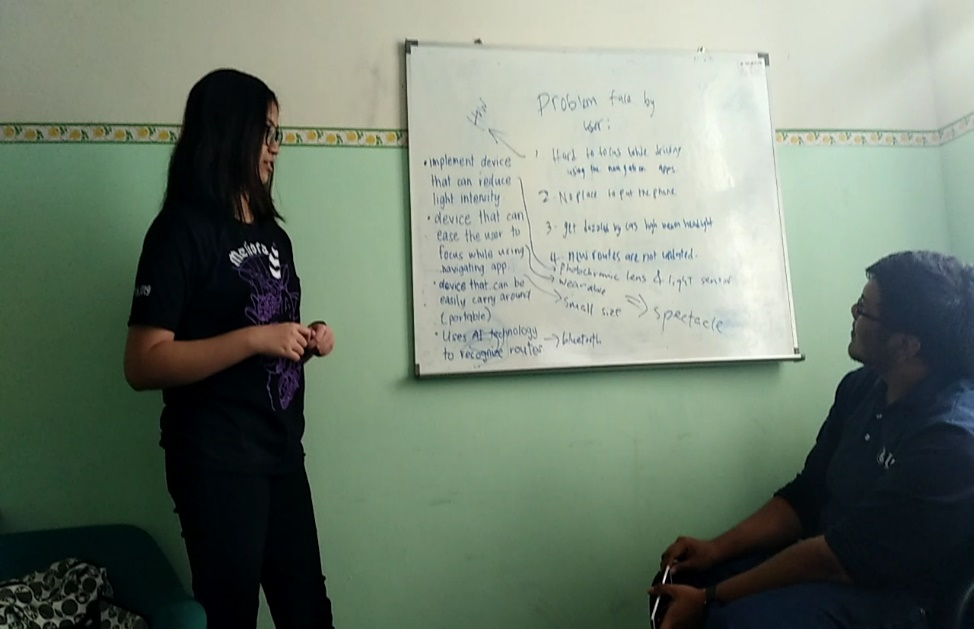 Problem face by
user:
How
1 Hard to focus while driving
using the navigation apps.
2 No place to put the phone
3. get dazzled by cars high beam headlight
4. new routes are not updated.
• implement device
that can reduce
light intensity
• device that can
ease the user to
focus while using
navigating app.
• device that can be
easily carry around
(portable)
• Uses AI technology
to recognize routes → bluetooth
Photochromic lens & light sensor
Wearable
Small size
Spectacle
Meliora